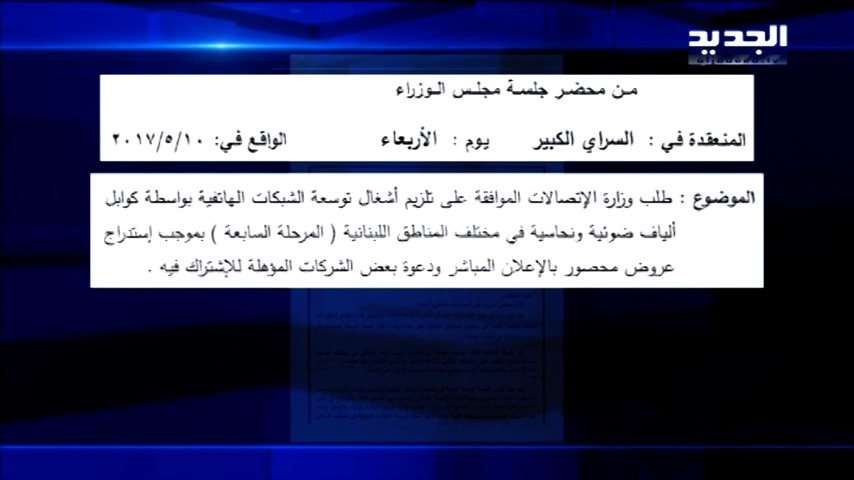 الجديد
aljadeed.tv
من محضر جلسة مجلس الوزراء
المنعقدة في : السراي الكبير يوم : الأربعاء الواقع في: ٢٠١٧/٥/١٠
الموضوع : طلب وزارة الإتصالات الموافقة على تلزيم أشغال توسعة الشبكات الهاتفية بواسطة كوابل
ألياف ضوئية ونحاسية في مختلف المناطق اللبنانية ( المرحلة السابعة ) بموجب إستدراج
عروض محصور بالإعلان المباشر ودعوة بعض الشركات المؤهلة للإشتراك فيه .